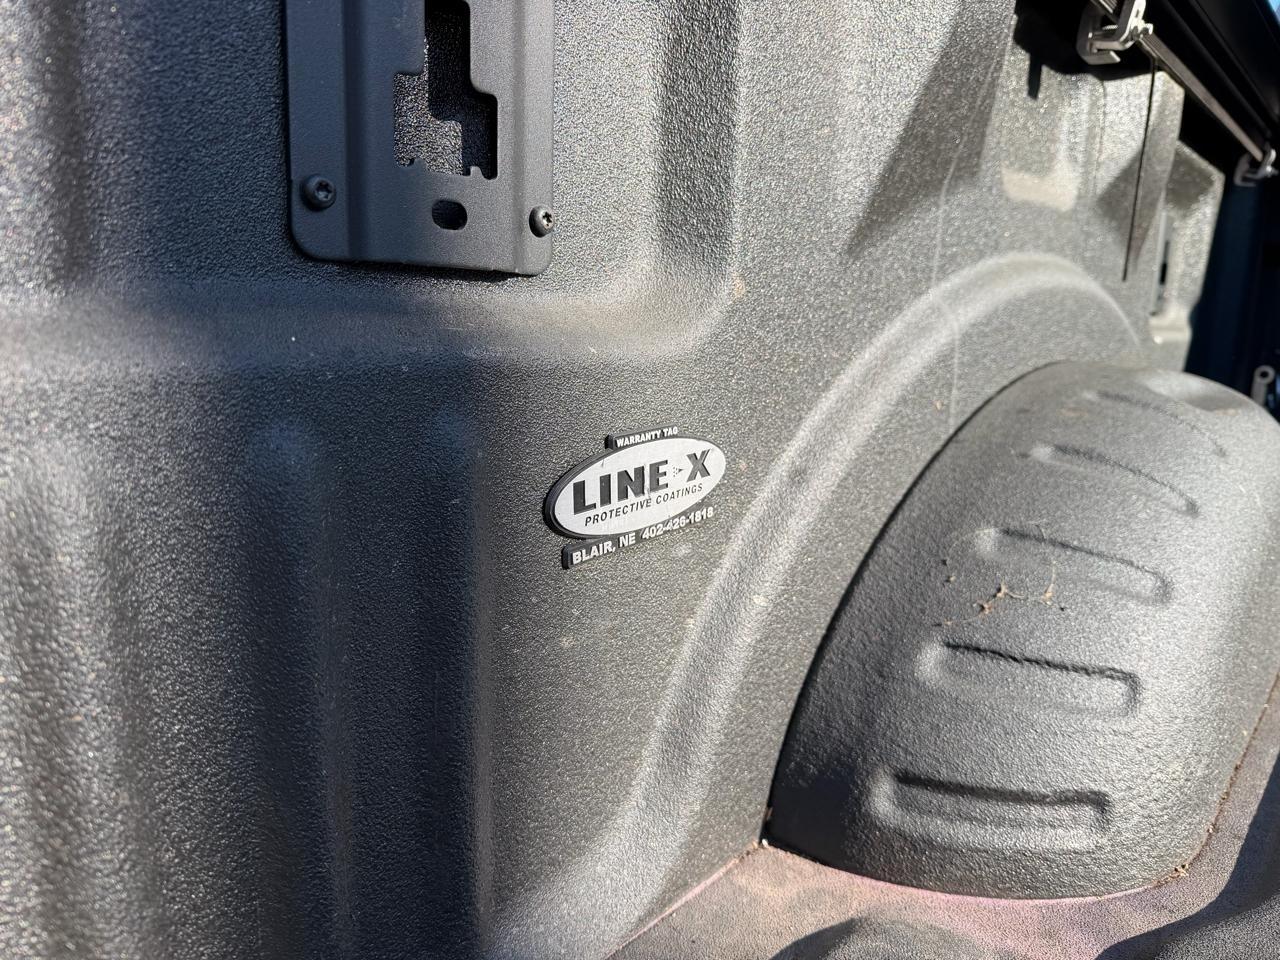 WARRANTY TAG
LINE-X
PROTECTIVE COATINGS
BLAIR, NE 402-426-1818